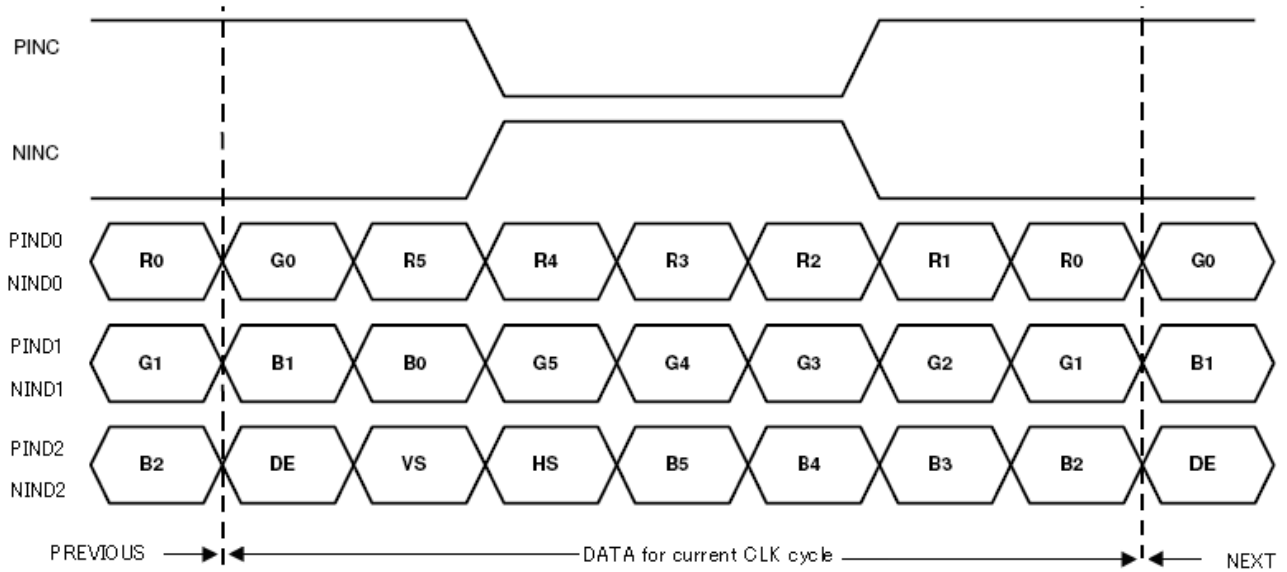 PINC
NINC
PIND0
NIND0
R0 G0 R5 R4 R3 R2 R1 R0 G0
PIND1
NIND1
G1 B1 B0 G5 G4 G3 G2 G1 B1
PIND2
NIND2
B2 DE VS HS B5 B4 B3 B2 DE
PREVIOUS DATA for current CLK cycle NEXT